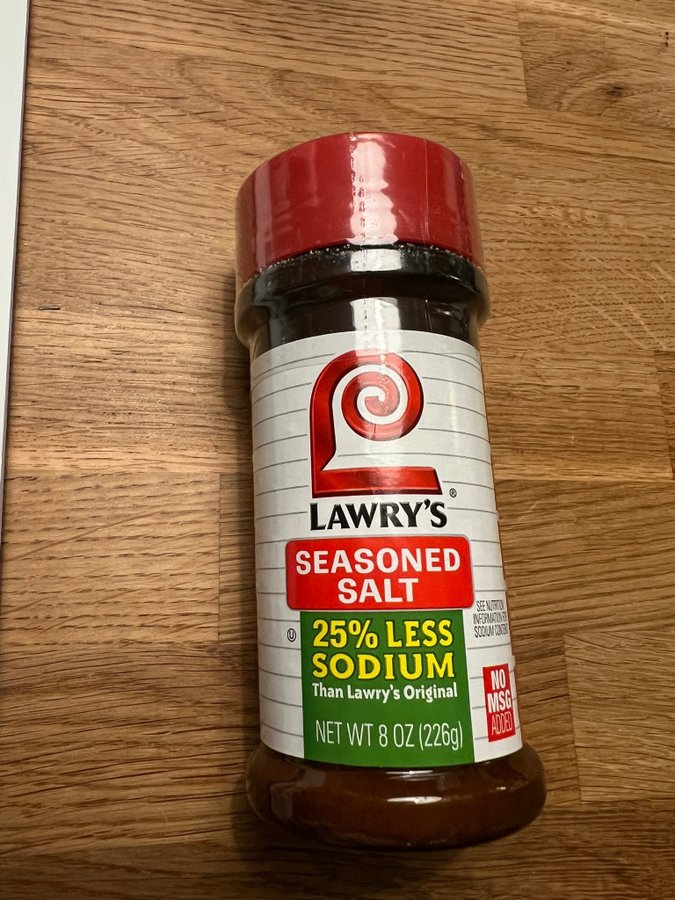 LAWRY'S®
SEASONED
SALT
SEE NUTRITION
INFORMATION FOR
SODIUM CONTENT
U
25% LESS
SODIUM
Than Lawry's Original
NET WT 8 OZ (226g)
NO
MSG
ADDED